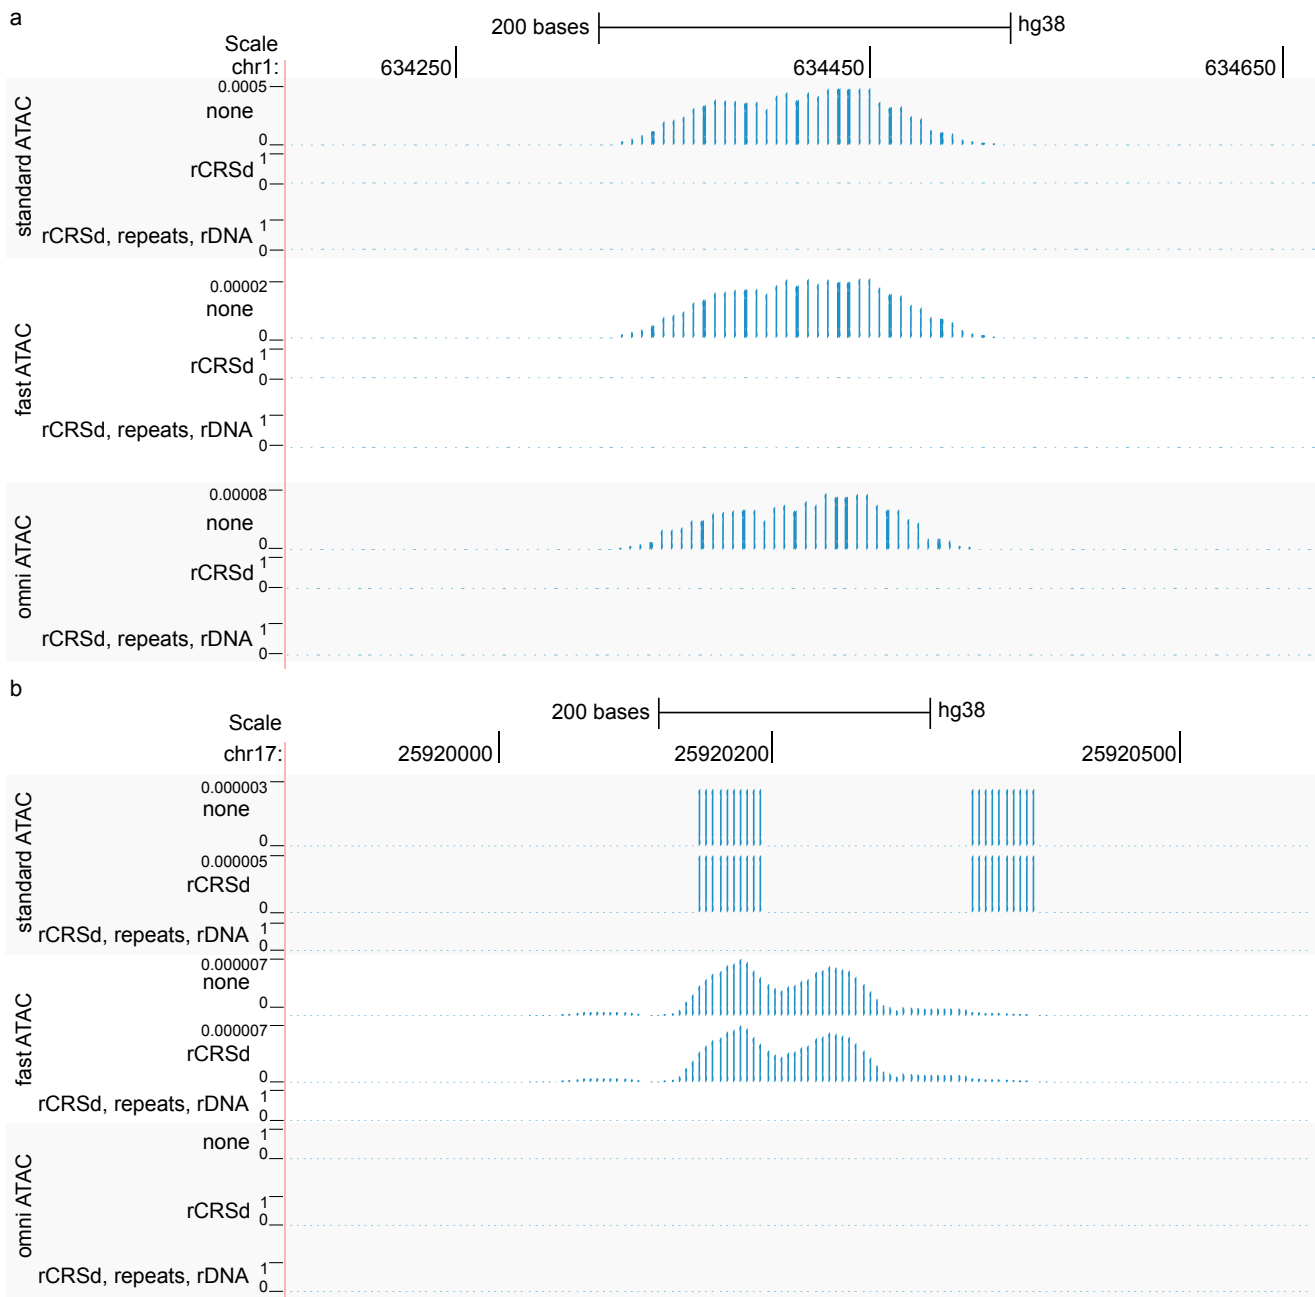 a
200 bases hg38
Scale
chr1: 634250 634450 634650
standard ATAC
0.0005
none
0
1
rCRSd
0
1
rCRSd, repeats, rDNA
0
fast ATAC
0.00002
none
0
1
rCRSd
0
1
rCRSd, repeats, rDNA
0
omni ATAC
0.00008
none
0
1
rCRSd
0
1
rCRSd, repeats, rDNA
0
b
200 bases hg38
Scale
chr17: 25920000 25920200 25920500
standard ATAC
0.000003
none
0
0.000005
rCRSd
0
1
rCRSd, repeats, rDNA
0
fast ATAC
0.000007
none
0
0.000007
rCRSd
0
1
rCRSd, repeats, rDNA
0
omni ATAC
1
none
0
1
rCRSd
0
1
rCRSd, repeats, rDNA
0